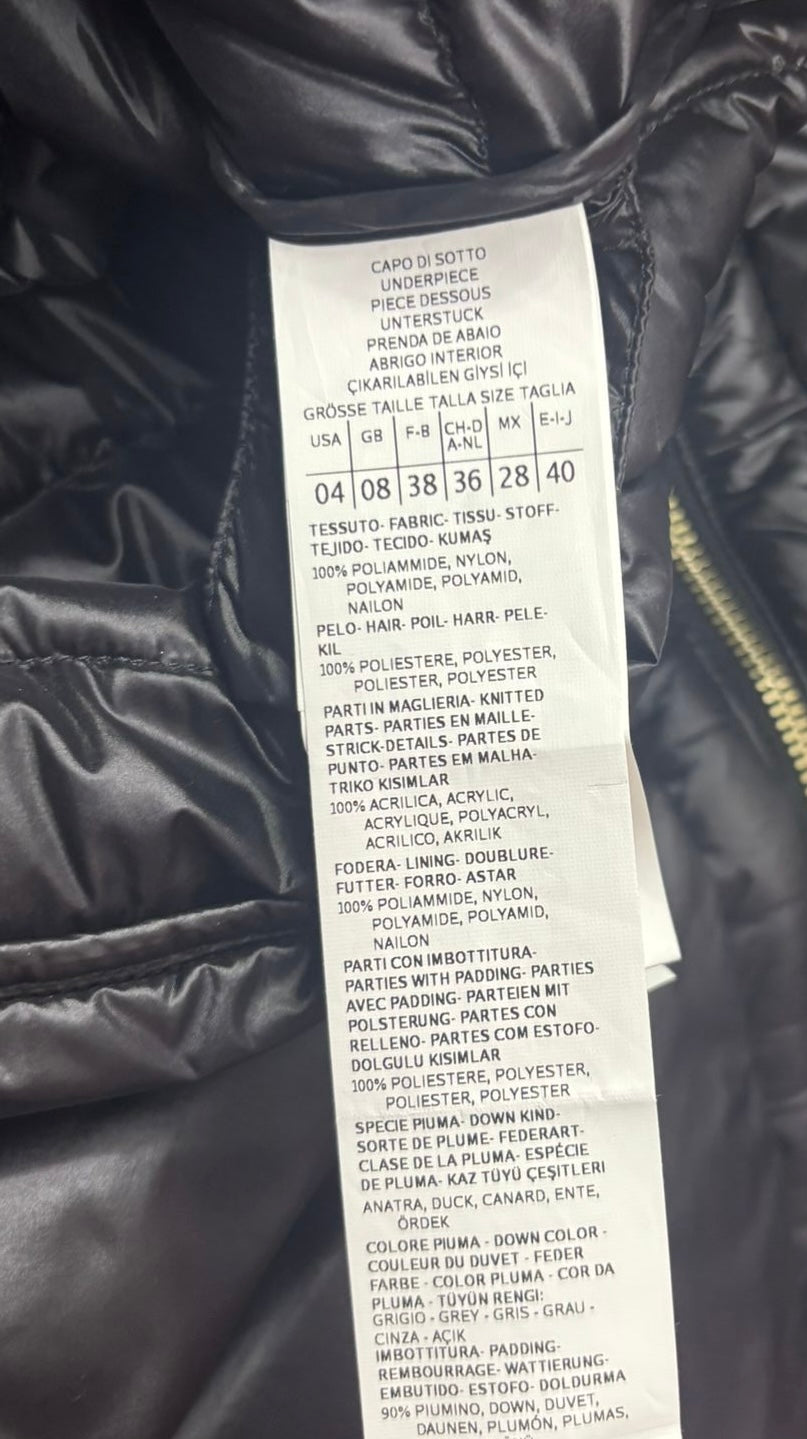 CAPO DI SOTTO
UNDERPIECE
PIECE DESSOUS
UNTERSTUCK
PRENDA DE ABAIO
ABRIGO INTERIOR
ÇIKARILABİLEN GİYSİ İÇİ
GRÖSSE TAILLE TALLA SIZE TAGLIA
USA GB F-B CH-D A-NL MX E-I-J
04 08 38 36 28 40
TESSUTO- FABRIC- TISSU- STOFF-
TEJIDO- TECIDO- KUMAŞ
100% POLIAMMIDE, NYLON,
POLYAMIDE, POLYAMID,
NAILON
PELO- HAIR- POIL- HARR- PELE-
KIL
100% POLIESTERE, POLYESTER,
POLIESTER, POLYESTER
PARTI IN MAGLIERIA- KNITTED
PARTS- PARTIES EN MAILLE-
STRICK-DETAILS- PARTES DE
PUNTO- PARTES EM MALHA-
TRIKO KISIMLAR
100% ACRILICA, ACRYLIC,
ACRYLIQUE, POLYACRYL,
ACRILICO, AKRILIK
FODERA- LINING- DOUBLURE-
FUTTER- FORRO- ASTAR
100% POLIAMMIDE, NYLON,
POLYAMIDE, POLYAMID,
NAILON
PARTI CON IMBOTTITURA-
PARTIES WITH PADDING- PARTIES
AVEC PADDING- PARTEIEN MIT
POLSTERUNG- PARTES CON
RELLENO- PARTES COM ESTOFO-
DOLGULU KISIMLAR
100% POLIESTERE, POLYESTER,
POLIESTER, POLYESTER
SPECIE PIUMA- DOWN KIND-
SORTE DE PLUME- FEDERART-
CLASE DE LA PLUMA- ESPÉCIE
DE PLUMA- KAZ TÜYÜ ÇEŞITLERI
ANATRA, DUCK, CANARD, ENTE,
ÖRDEK
COLORE PIUMA - DOWN COLOR -
COULEUR DU DUVET - FEDER
FARBE - COLOR PLUMA - COR DA
PLUMA - TÜYÜN RENGI:
GRIGIO - GREY - GRIS - GRAU -
CINZA - AÇIK
IMBOTTITURA- PADDING-
REMBOURRAGE- WATTIERUNG-
EMBUTIDO- ESTOFO- DOLDURMA
90% PIUMINO, DOWN, DUVET,
DAUNEN, PLUMÓN, PLUMAS,